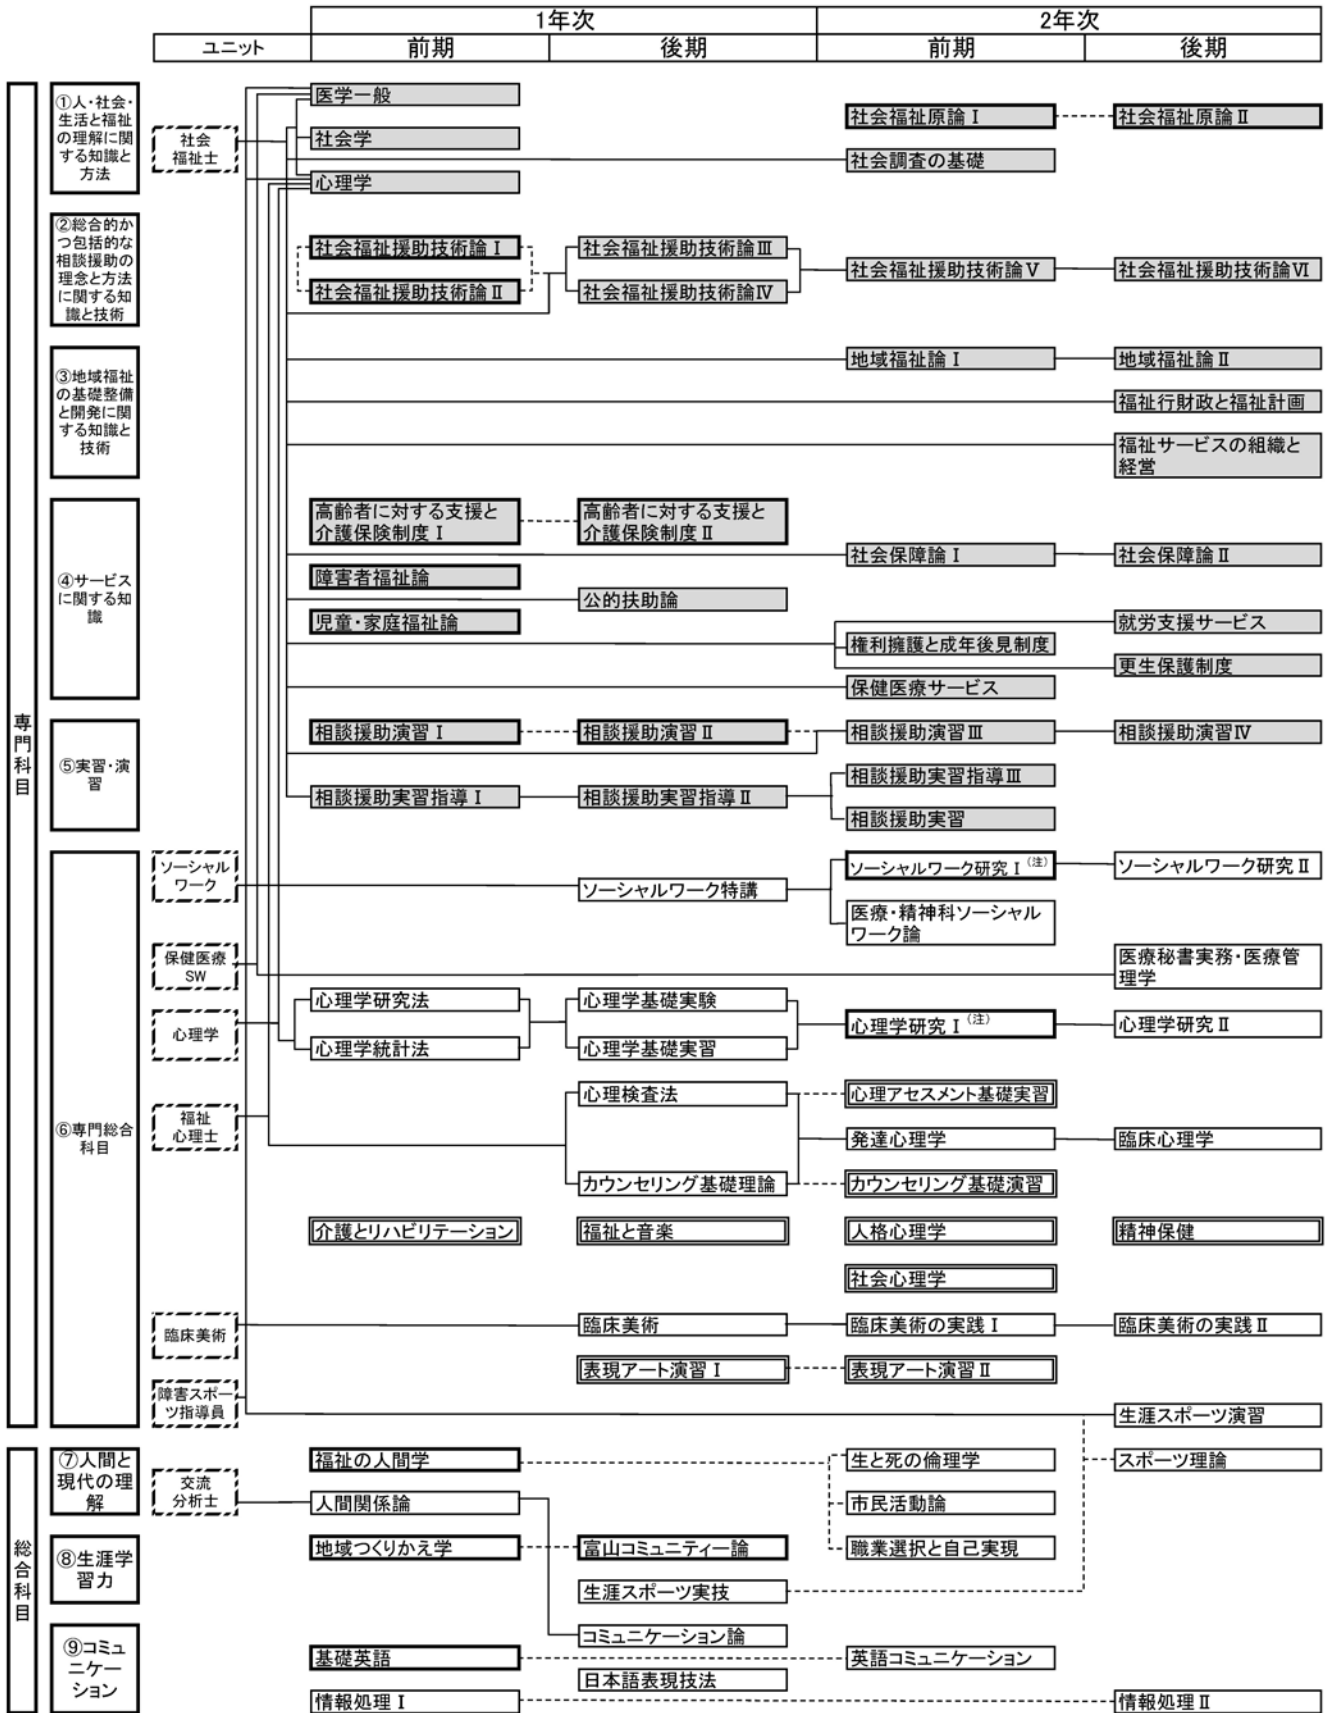 1年次
2年次
ユニット
前期
後期
前期
後期
専門科目
①人・社会・
生活と福祉
の理解に関
する知識と
方法
社会
福祉士
医学一般
社会福祉原論Ⅰ
社会福祉原論Ⅱ
社会学
社会調査の基礎
心理学
②総合的か
つ包括的な
相談援助の
理念と方法
に関する知
識と技術
社会福祉援助技術論Ⅰ
社会福祉援助技術論Ⅲ
社会福祉援助技術論Ⅴ
社会福祉援助技術論Ⅵ
社会福祉援助技術論Ⅱ
社会福祉援助技術論Ⅳ
③地域福祉
の基礎整備
と開発に関
する知識と
技術
地域福祉論Ⅰ
地域福祉論Ⅱ
福祉行財政と福祉計画
福祉サービスの組織と
経営
④サービス
に関する知
識
高齢者に対する支援と
介護保険制度Ⅰ
高齢者に対する支援と
介護保険制度Ⅱ
社会保障論Ⅰ
社会保障論Ⅱ
障害者福祉論
公的扶助論
児童・家庭福祉論
就労支援サービス
権利擁護と成年後見制度
更生保護制度
保健医療サービス
⑤実習・演
習
相談援助演習Ⅰ
相談援助演習Ⅱ
相談援助演習Ⅲ
相談援助演習Ⅳ
相談援助実習指導Ⅰ
相談援助実習指導Ⅱ
相談援助実習指導Ⅲ
相談援助実習
⑥専門総合
科目
ソーシャル
ワーク
ソーシャルワーク特講
ソーシャルワーク研究Ⅰ(注)
ソーシャルワーク研究Ⅱ
医療・精神科ソーシャル
ワーク論
保健医療
SW
医療秘書実務・医療管
理学
心理学
心理学研究法
心理学基礎実験
心理学研究Ⅰ(注)
心理学研究Ⅱ
心理学統計法
心理学基礎実習
福祉
心理士
心理検査法
心理アセスメント基礎実習
発達心理学
臨床心理学
カウンセリング基礎理論
カウンセリング基礎演習
介護とリハビリテーション
福祉と音楽
人格心理学
精神保健
社会心理学
臨床美術
臨床美術
臨床美術の実践Ⅰ
臨床美術の実践Ⅱ
表現アート演習Ⅰ
表現アート演習Ⅱ
障害スポー
ツ指導員
生涯スポーツ演習
総合科目
⑦人間と
現代の理
解
交流
分析士
福祉の人間学
生と死の倫理学
スポーツ理論
人間関係論
市民活動論
⑧生涯学
習力
地域つくりかえ学
富山コミュニティー論
職業選択と自己実現
生涯スポーツ実技
⑨コミュ
ニケー
ション
コミュニケーション論
基礎英語
英語コミュニケーション
日本語表現技法
情報処理Ⅰ
情報処理Ⅱ